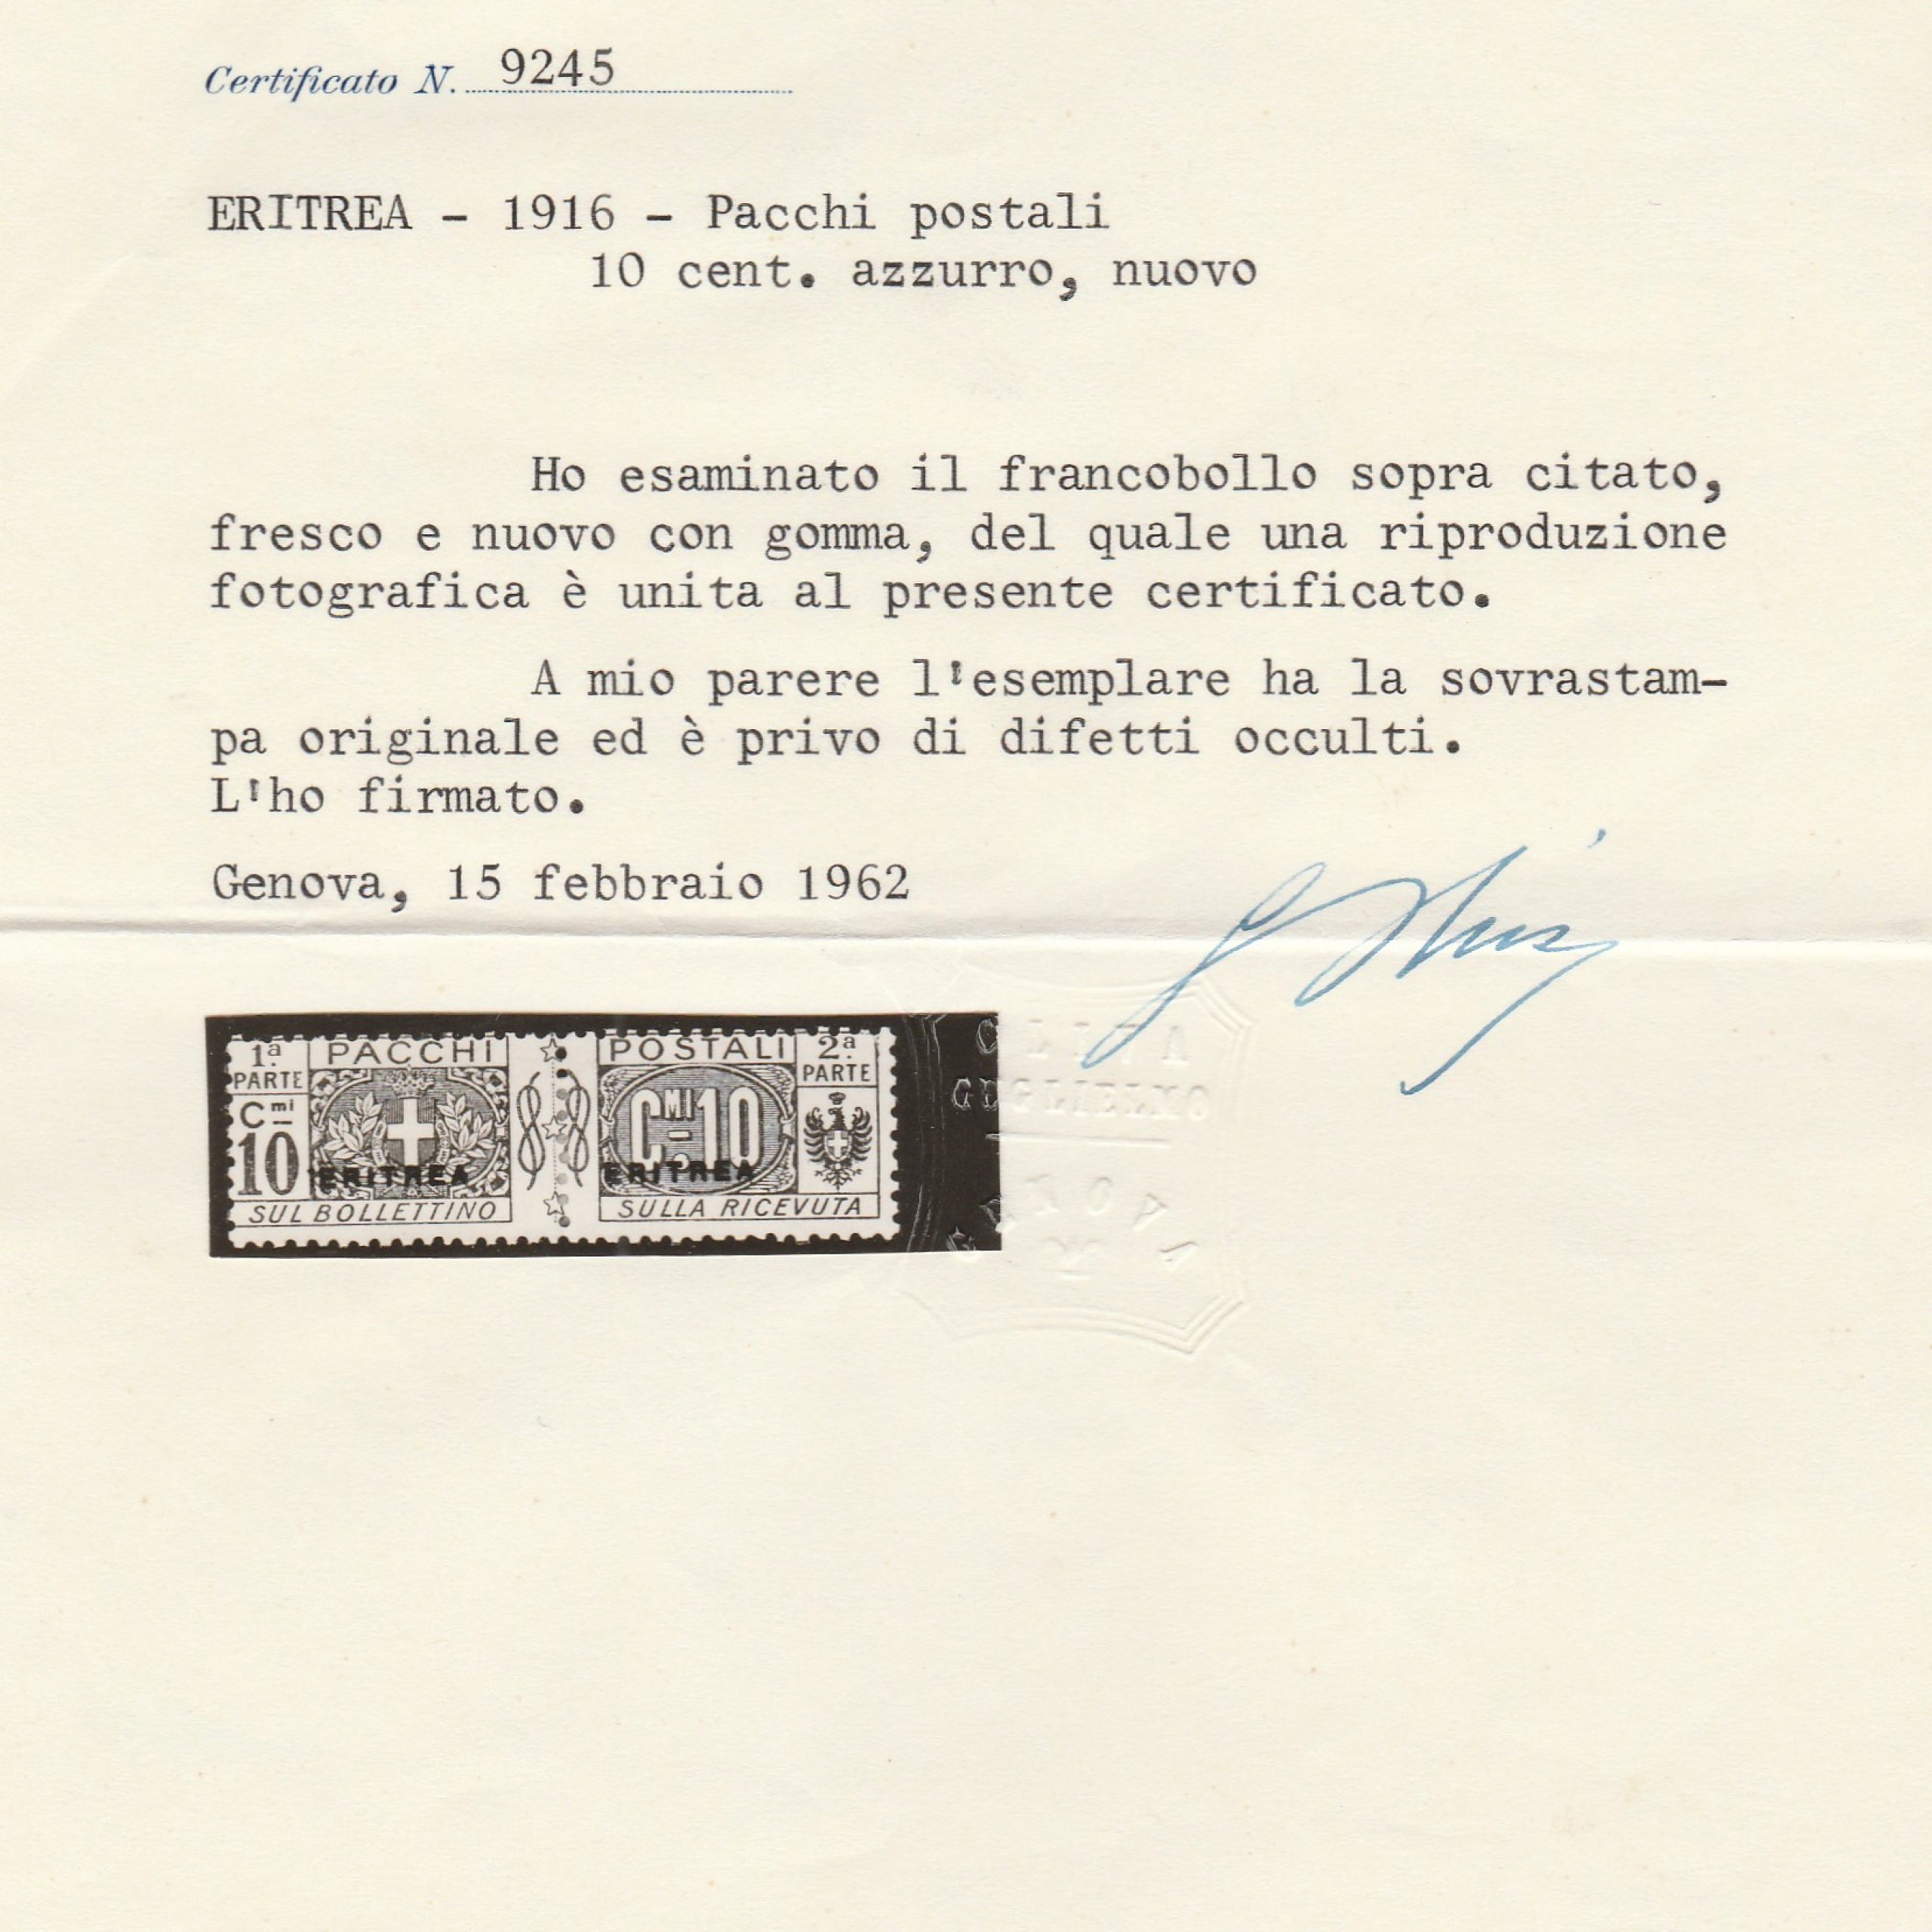 Certificato N. 9245
ERITREA - 1916 - Pacchi postali
10 cent. azzurro, nuovo
Ho esaminato il francobollo sopra citato,
fresco e nuovo con gomma, del quale una riproduzione
fotografica è unita al presente certificato.
A mio parere l'esemplare ha la sovrastam-
pa originale ed è privo di difetti occulti.
L'ho firmato.
Genova, 15 febbraio 1962
1ª PACCHI POSTALI 2ª
PARTE PARTE
Cmi C.MI 10
10 ERITREA ERITREA
SUL BOLLETTINO SULLA RICEVUTA
GUGLIELMO